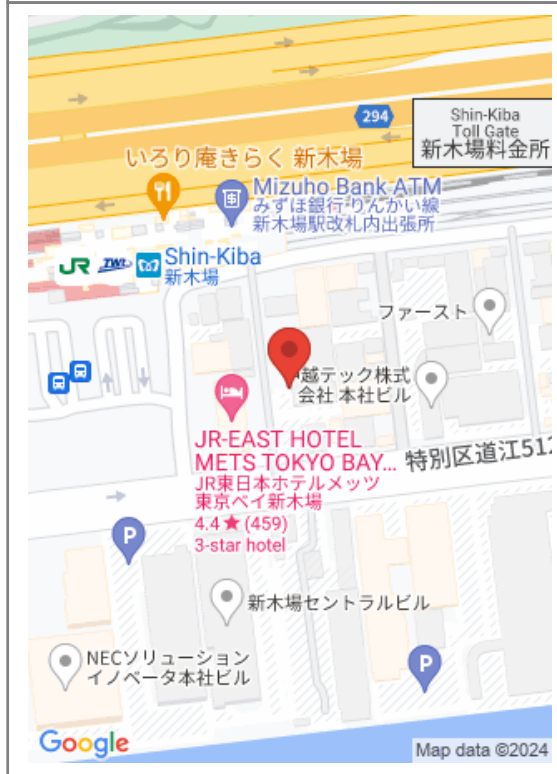 294
Shin-Kiba
Toll Gate
新木場料金所
いろり庵きらく 新木場
Mizuho Bank ATM
みずほ銀行 りんかい線
新木場駅改札内出張所
JR TWR Shin-Kiba
新木場
ファースト
越テック株式
会社 本社ビル
JR-EAST HOTEL
METS TOKYO BAY...
JR東日本ホテルメッツ
東京ベイ新木場
4.4★(459)
3-star hotel
特別区道江512
P
新木場セントラルビル
NECソリューション
イノベータ本社ビル
P
Google
Map data ©2024